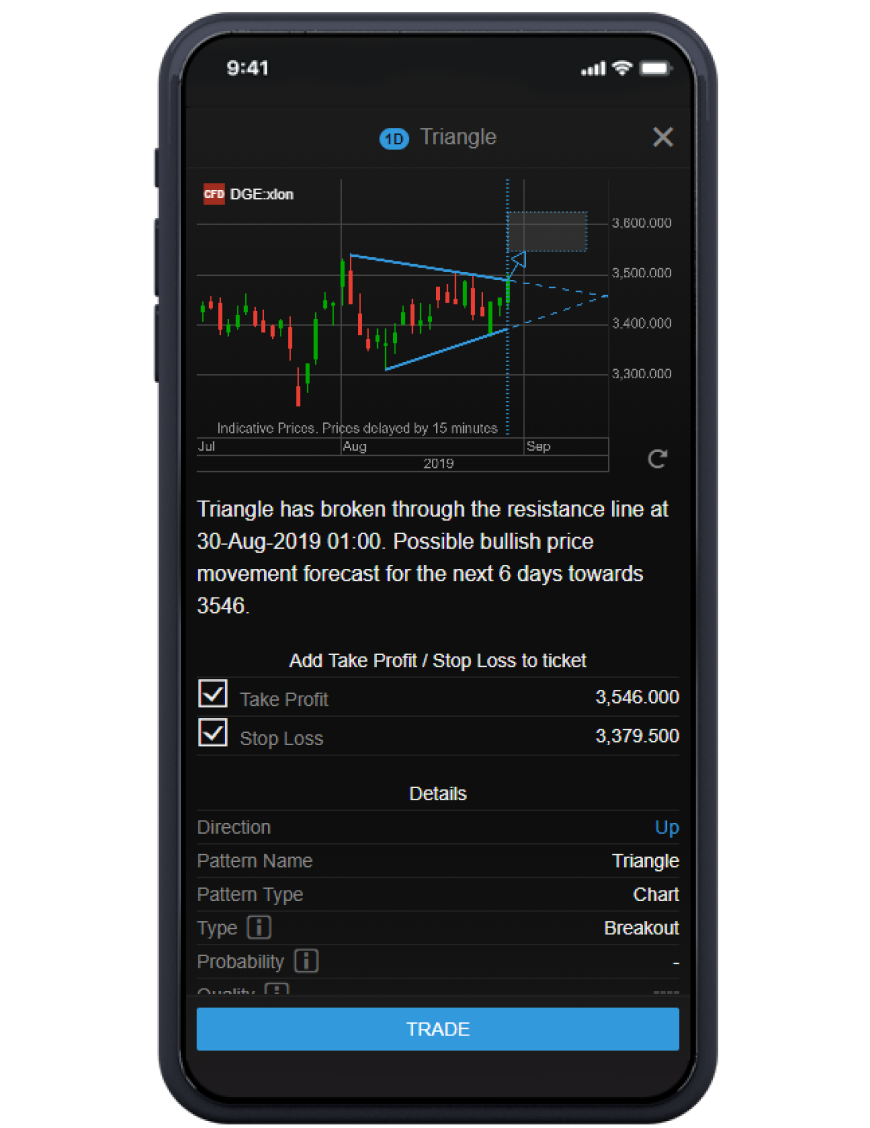 9:41
1D Triangle
CFD DGE:xlon
3,600.000
3,500.000
3,400.000
3,300.000
Indicative Prices. Prices delayed by 15 minutes
Jul Aug Sep
2019
Triangle has broken through the resistance line at
30-Aug-2019 01:00. Possible bullish price
movement forecast for the next 6 days towards
3546.
Add Take Profit / Stop Loss to ticket
Take Profit 3,546.000
Stop Loss 3,379.500
Details
Direction Up
Pattern Name Triangle
Pattern Type Chart
Type i Breakout
Probability i -
Quality i
TRADE